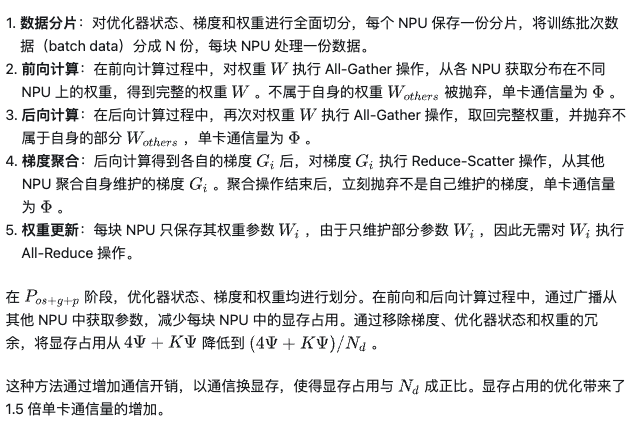 1. 数据分片：对优化器状态、梯度和权重进行全面切分，每个 NPU 保存一份分片，将训练批次数
据（batch data）分成 N 份，每块 NPU 处理一份数据。
2. 前向计算：在前向计算过程中，对权重 W 执行 All-Gather 操作，从各 NPU 获取分布在不同
NPU 上的权重，得到完整的权重 W 。不属于自身的权重 W_{others} 被抛弃，单卡通信量为 Φ 。
3. 后向计算：在后向计算过程中，再次对权重 W 执行 All-Gather 操作，取回完整权重，并抛弃不
属于自身的部分 W_{others} ，单卡通信量为 Φ 。
4. 梯度聚合：后向计算得到各自的梯度 G_i 后，对梯度 G_i 执行 Reduce-Scatter 操作，从其他
NPU 聚合自身维护的梯度 G_i 。聚合操作结束后，立刻抛弃不是自己维护的梯度，单卡通信量
为 Φ 。
5. 权重更新：每块 NPU 只保存其权重参数 W_i ，由于只维护部分参数 W_i ，因此无需对 W_i 执行
All-Reduce 操作。
在 P_{os+g+p} 阶段，优化器状态、梯度和权重均进行划分。在前向和后向计算过程中，通过广播从
其他 NPU 中获取参数，减少每块 NPU 中的显存占用。通过移除梯度、优化器状态和权重的冗
余，将显存占用从 4Ψ + KΨ 降低到 (4Ψ + KΨ)/N_d 。
这种方法通过增加通信开销，以通信换显存，使得显存占用与 N_d 成正比。显存占用的优化带来了
1.5 倍单卡通信量的增加。